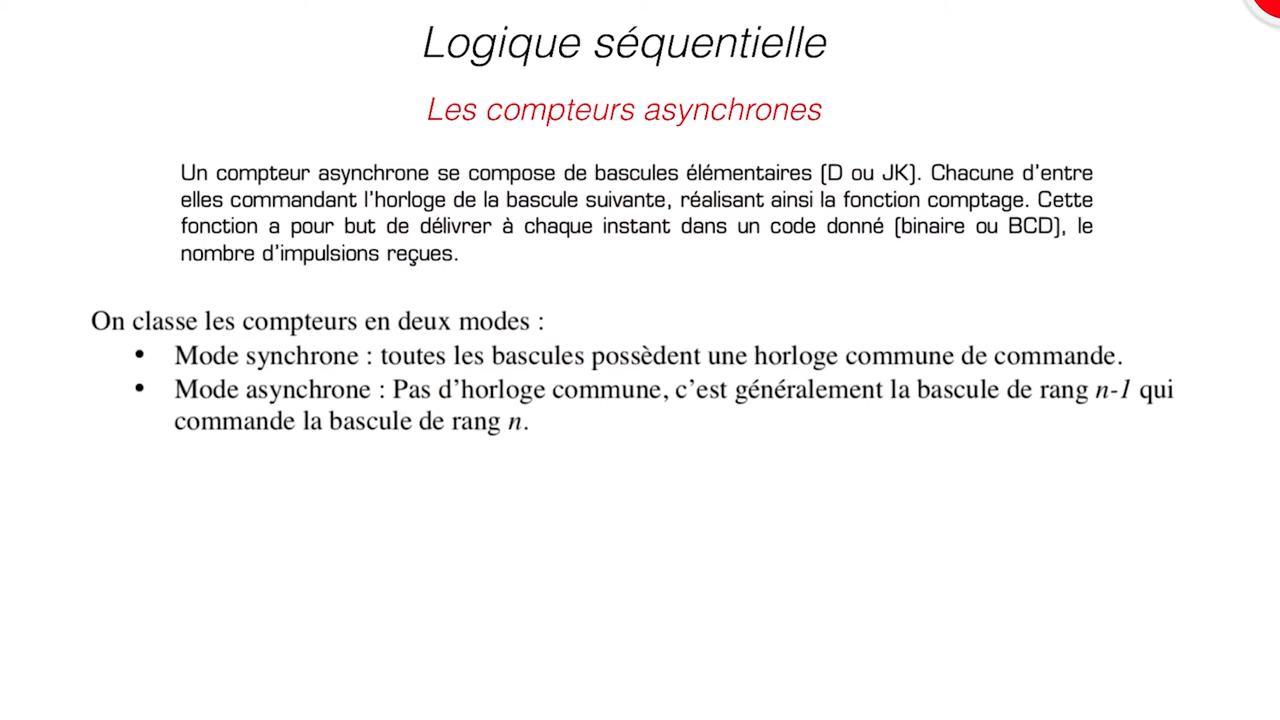 Logique séquentielle
Les compteurs asynchrones
Un compteur asynchrone se compose de bascules élémentaires (D ou JK). Chacune d'entre
elles commandant l'horloge de la bascule suivante, réalisant ainsi la fonction comptage. Cette
fonction a pour but de délivrer à chaque instant dans un code donné (binaire ou BCD), le
nombre d'impulsions reçues.
On classe les compteurs en deux modes :
• Mode synchrone : toutes les bascules possèdent une horloge commune de commande.
• Mode asynchrone : Pas d'horloge commune, c'est généralement la bascule de rang n-1 qui
commande la bascule de rang n.